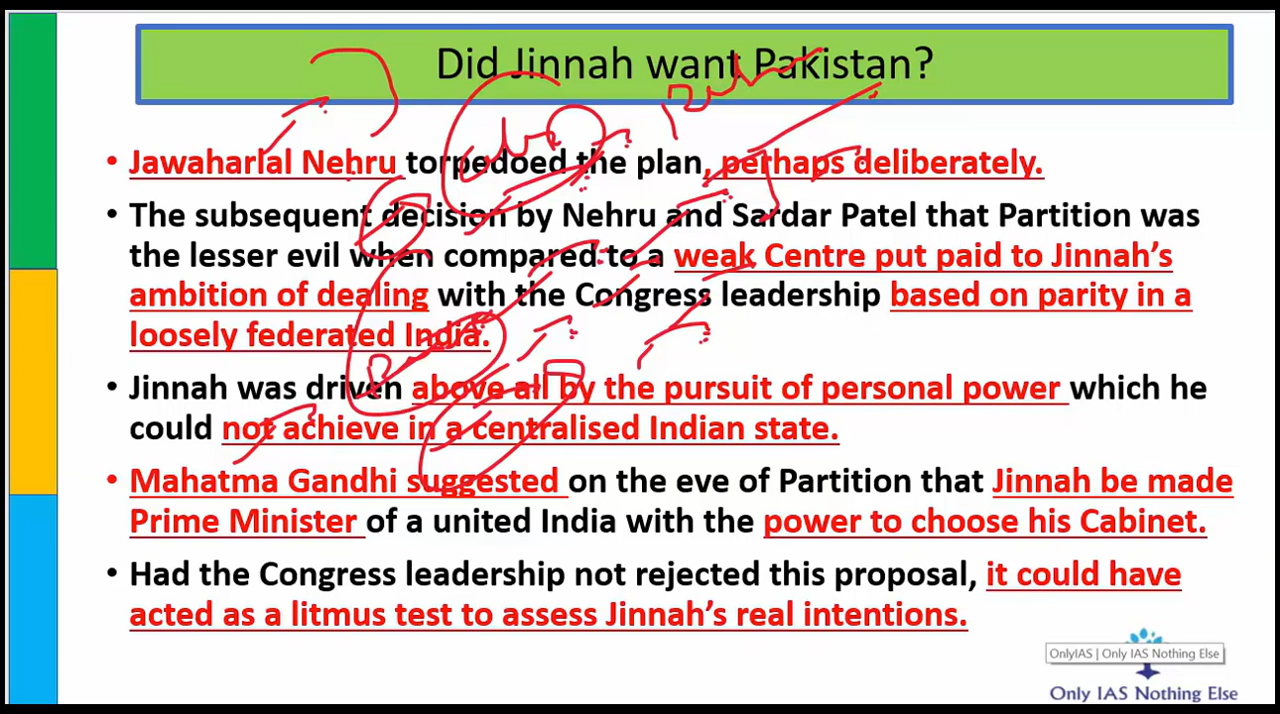 Did Jinnah want Pakistan?
• Jawaharlal Nehru torpedoed the plan, perhaps deliberately.
• The subsequent decision by Nehru and Sardar Patel that Partition was
the lesser evil when compared to a weak Centre put paid to Jinnah's
ambition of dealing with the Congress leadership based on parity in a
loosely federated India.
• Jinnah was driven above all by the pursuit of personal power which he
could not achieve in a centralised Indian state.
• Mahatma Gandhi suggested on the eve of Partition that Jinnah be made
Prime Minister of a united India with the power to choose his Cabinet.
• Had the Congress leadership not rejected this proposal, it could have
acted as a litmus test to assess Jinnah's real intentions.
OnlyIAS | Only IAS Nothing Else
Only IAS Nothing Else